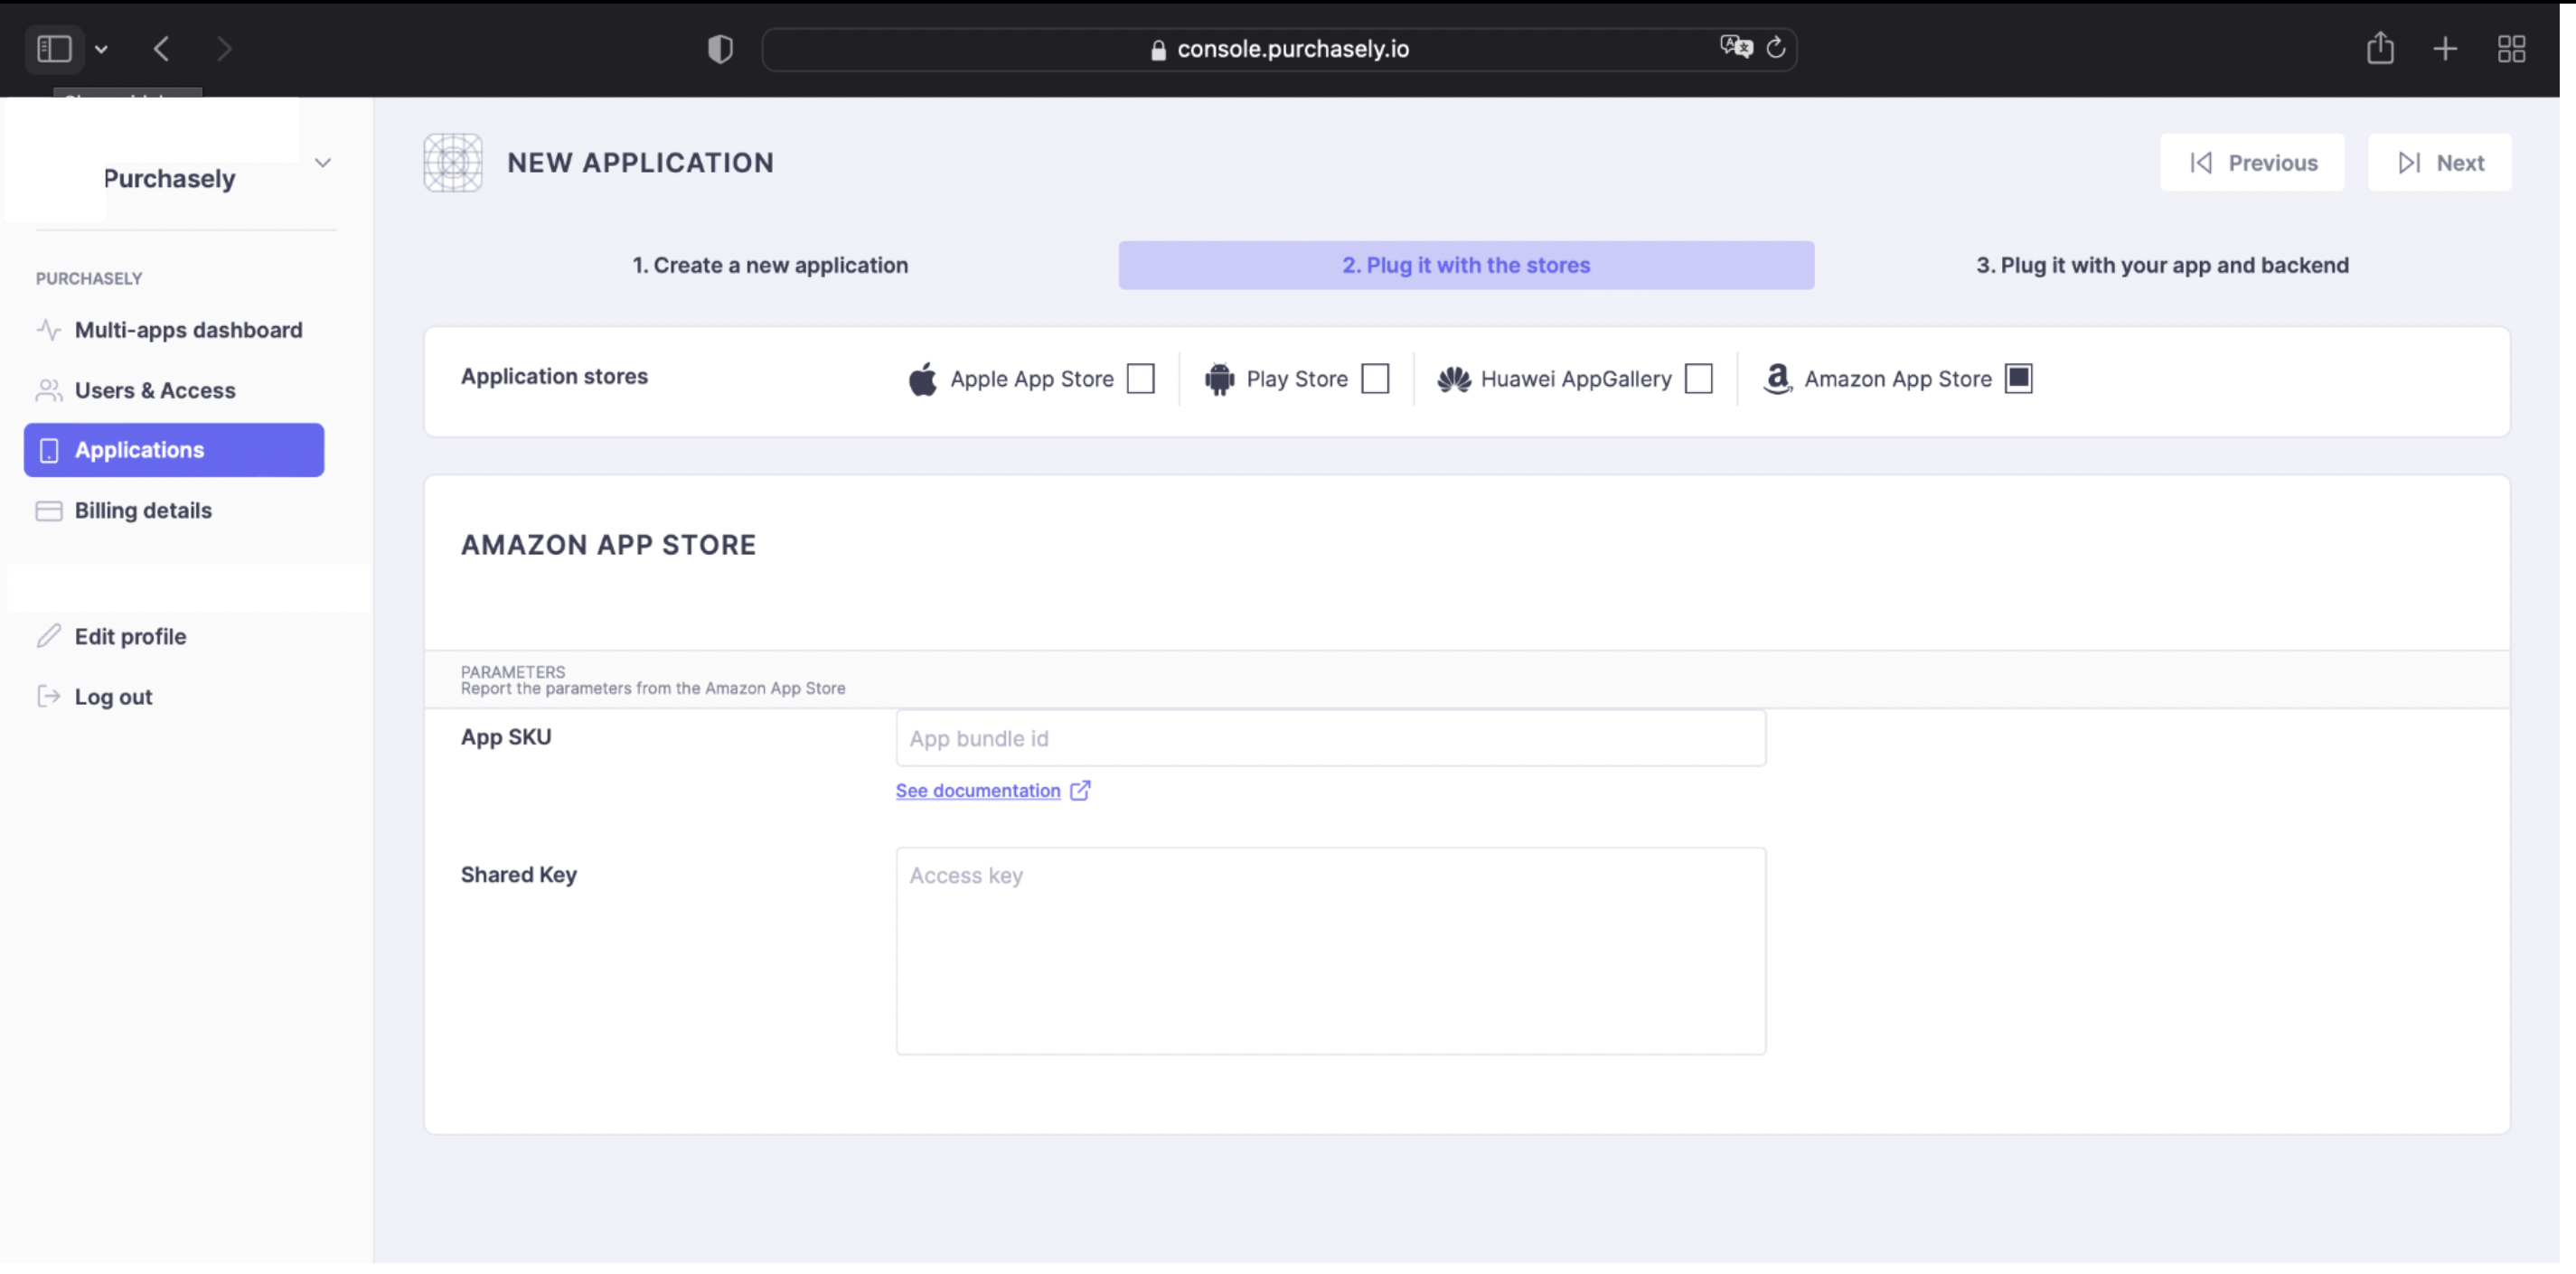 console.purchasely.io
Purchasely
NEW APPLICATION
Previous
Next
1. Create a new application
2. Plug it with the stores
3. Plug it with your app and backend
PURCHASELY
Multi-apps dashboard
Users & Access
Applications
Billing details
Edit profile
Log out
Application stores
Apple App Store
Play Store
Huawei AppGallery
Amazon App Store
AMAZON APP STORE
PARAMETERS
Report the parameters from the Amazon App Store
App SKU
App bundle id
See documentation
Shared Key
Access key